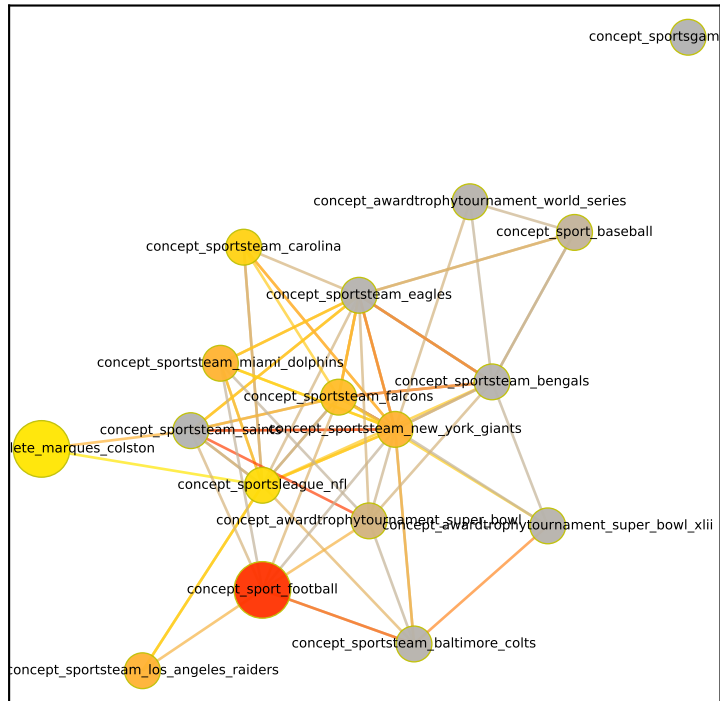 concept_sportsgam
concept_awardtrophytournament_world_series
concept_sport_baseball
concept_sportsteam_carolina
concept_sportsteam_eagles
concept_sportsteam_miami_dolphins
concept_sportsteam_bengals
concept_sportsteam_falcons
concept_sportsteam_saints
concept_sportsteam_new_york_giants
lete_marques_colston
concept_sportsleague_nfl
concept_awardtrophytournament_super_bowl
concept_awardtrophytournament_super_bowl_xlii
concept_sport_football
concept_sportsteam_baltimore_colts
concept_sportsteam_los_angeles_raiders